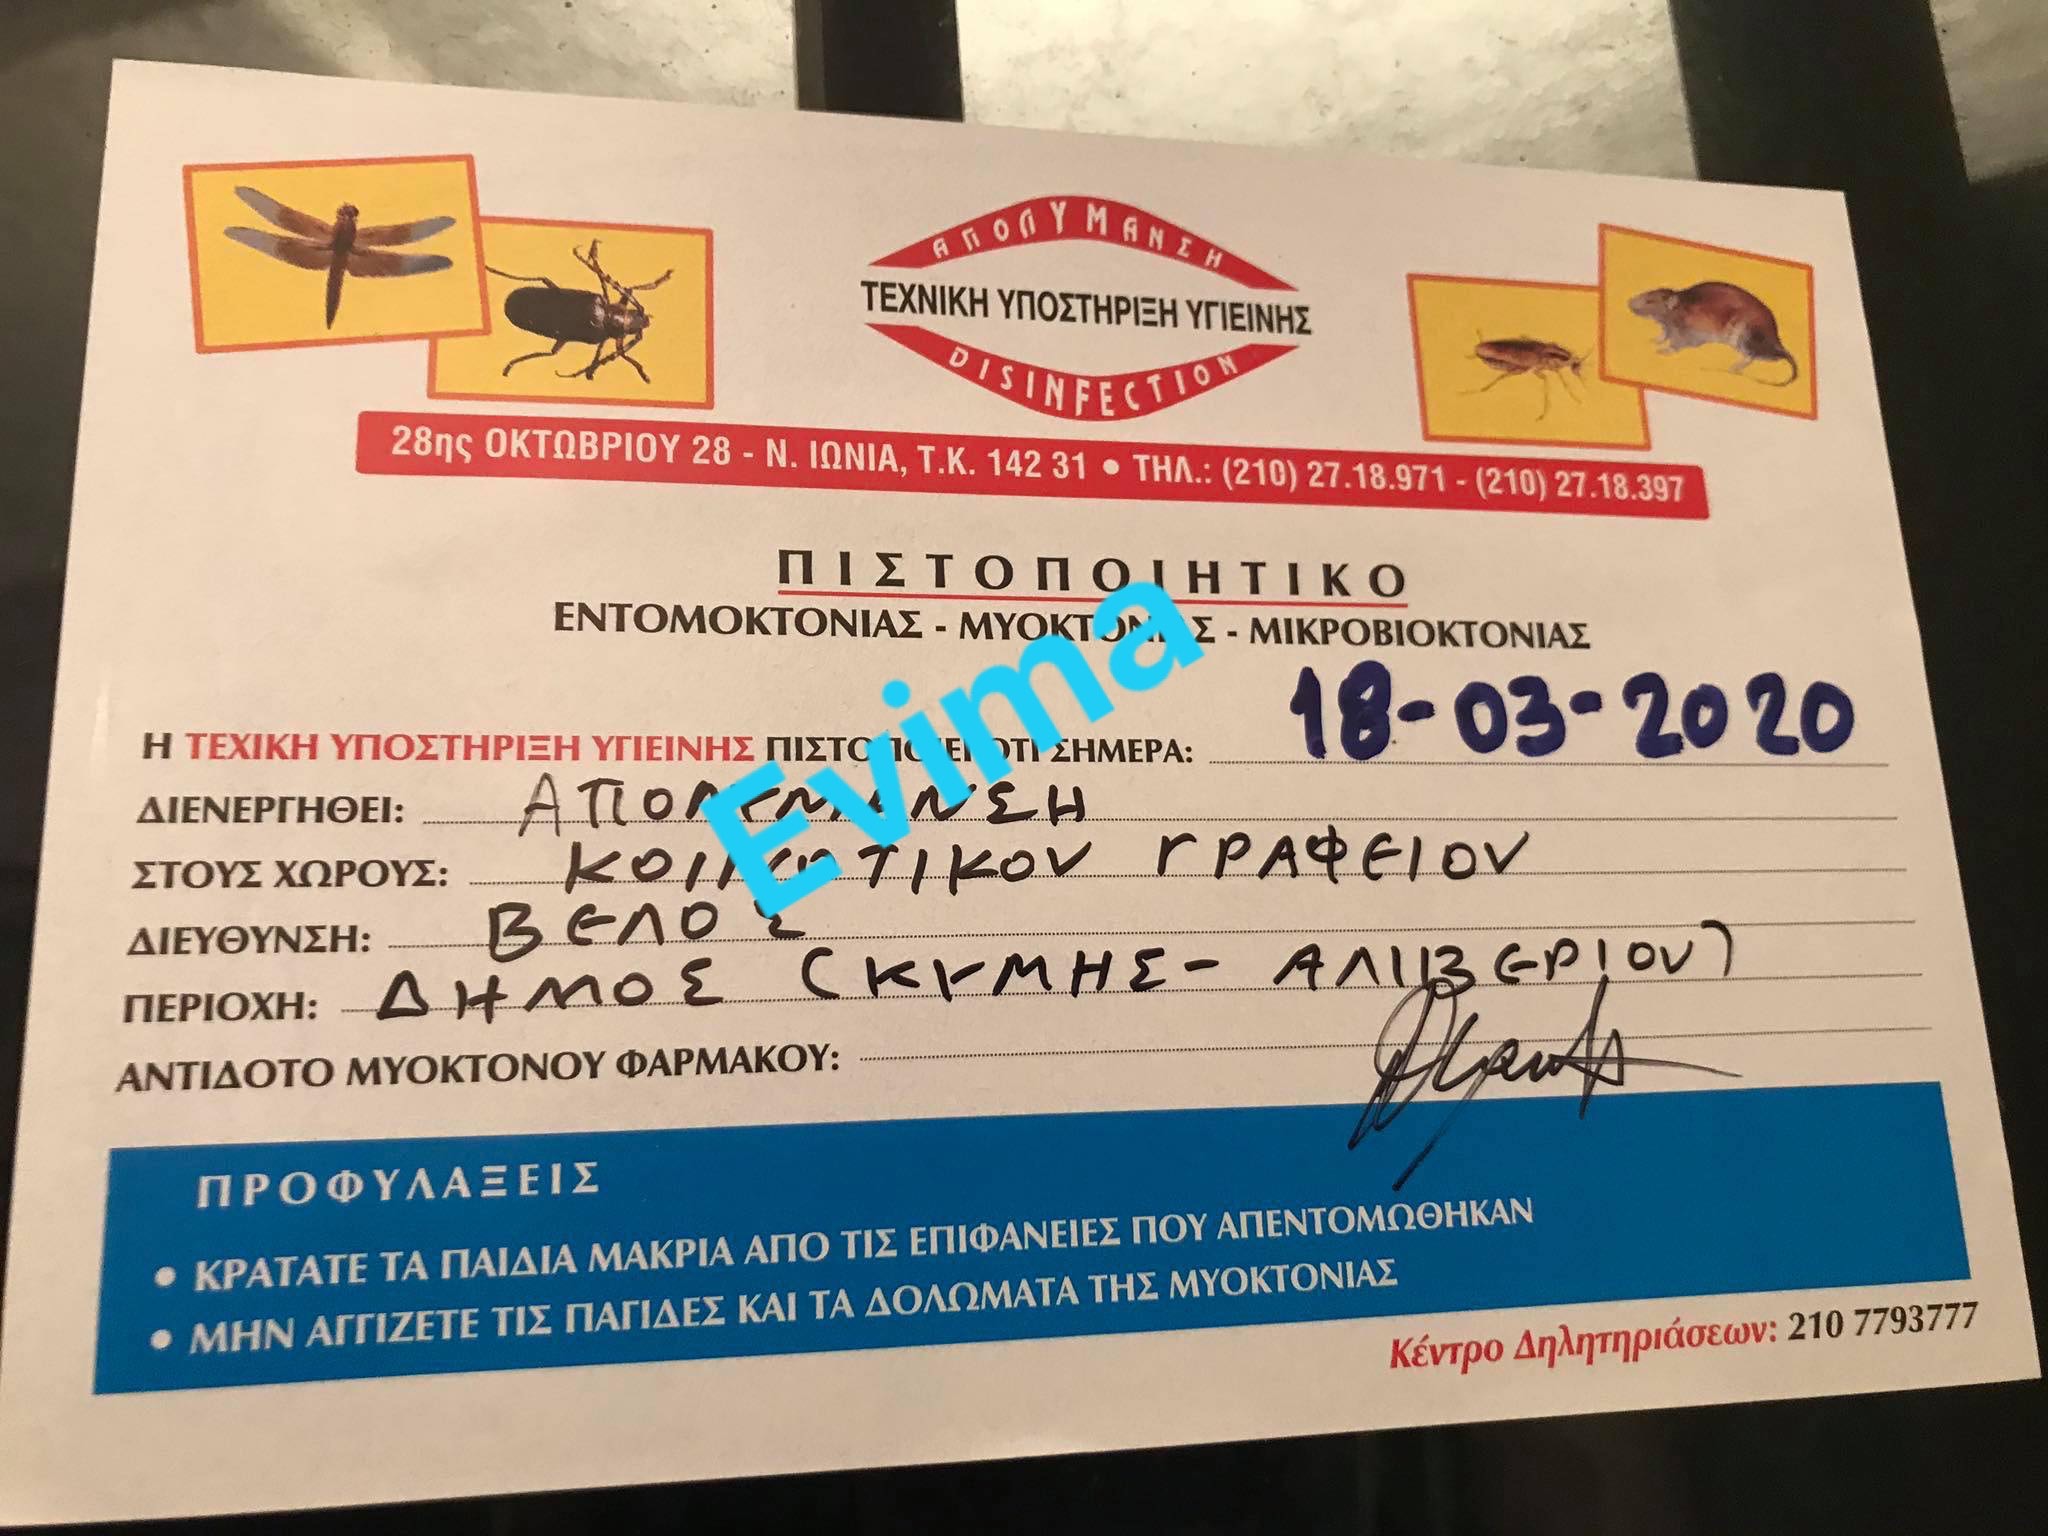 ΑΠΟΛΥΜΑΝΣΗ
ΤΕΧΝΙΚΗ ΥΠΟΣΤΗΡΙΞΗ ΥΓΙΕΙΝΗΣ
DISINFECTION
28ης ΟΚΤΩΒΡΙΟΥ 28 - Ν. ΙΩΝΙΑ, Τ.Κ. 142 31 • ΤΗΛ.: (210) 27.18.971 - (210) 27.18.397
ΠΙΣΤΟΠΟΙΗΤΙΚΟ
ΕΝΤΟΜΟΚΤΟΝΙΑΣ - ΜΥΟΚΤΟΝΙΑΣ - ΜΙΚΡΟΒΙΟΚΤΟΝΙΑΣ
Evima
Η ΤΕΧΙΚΗ ΥΠΟΣΤΗΡΙΞΗ ΥΓΙΕΙΝΗΣ ΠΙΣΤΟΠΟΙΕΙ ΟΤΙ ΣΗΜΕΡΑ: 18-03-2020
ΔΙΕΝΕΡΓΗΘΕΙ: ΑΠΟΛΥΜΑΝΣΗ
ΣΤΟΥΣ ΧΩΡΟΥΣ: ΚΟΙΝΟΤΙΚΟΥ ΓΡΑΦΕΙΟΥ
ΔΙΕΥΘΥΝΣΗ: ΒΕΛΟΣ
ΠΕΡΙΟΧΗ: ΔΗΜΟΣ (ΚΥΜΗΣ - ΑΛΙΒΕΡΙΟΥ)
ΑΝΤΙΔΟΤΟ ΜΥΟΚΤΟΝΟΥ ΦΑΡΜΑΚΟΥ:
ΠΡΟΦΥΛΑΞΕΙΣ
• ΚΡΑΤΑΤΕ ΤΑ ΠΑΙΔΙΑ ΜΑΚΡΙΑ ΑΠΟ ΤΙΣ ΕΠΙΦΑΝΕΙΕΣ ΠΟΥ ΑΠΕΝΤΟΜΩΘΗΚΑΝ
• ΜΗΝ ΑΓΓΙΖΕΤΕ ΤΙΣ ΠΑΓΙΔΕΣ ΚΑΙ ΤΑ ΔΟΛΩΜΑΤΑ ΤΗΣ ΜΥΟΚΤΟΝΙΑΣ
Κέντρο Δηλητηριάσεων: 210 7793777